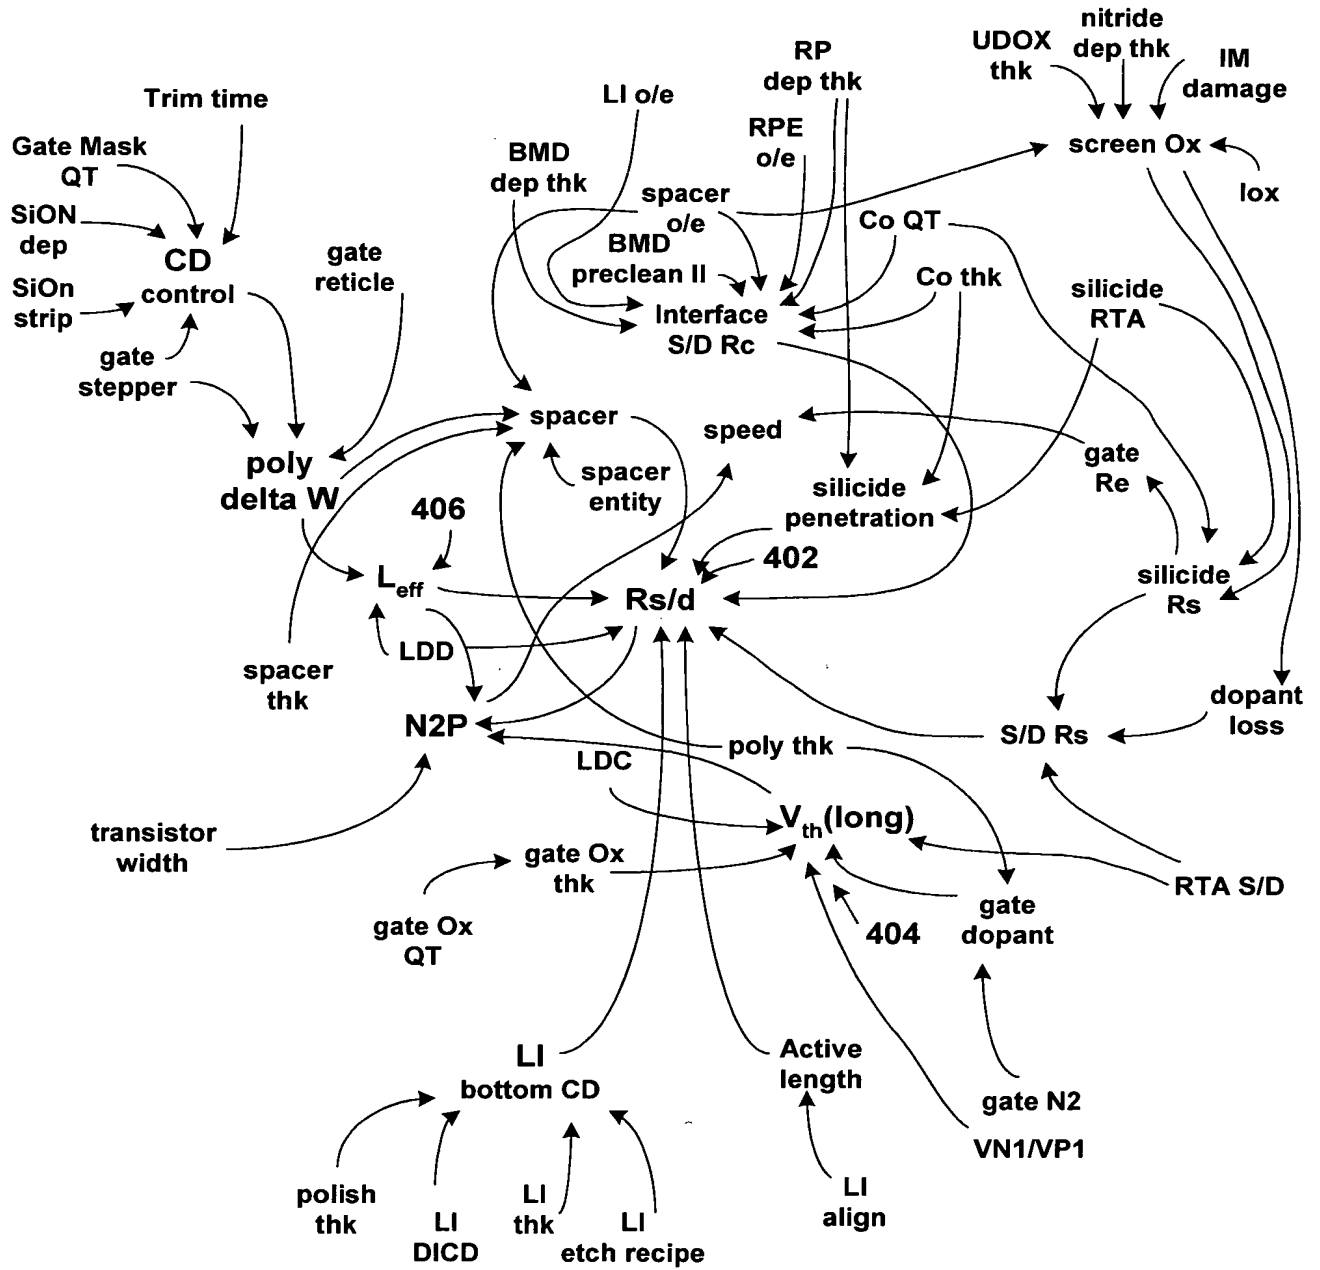 nitride
dep thk
UDOX
thk
IM
damage
RP
dep thk
LI o/e
Trim time
RPE
o/e
Gate Mask
QT
BMD
dep thk
screen Ox
lox
spacer
o/e
SiON
dep
Co QT
CD
control
gate
reticle
BMD
preclean II
Co thk
silicide
RTA
SiOn
strip
Interface
S/D Rc
gate
stepper
spacer
speed
gate
Re
poly
delta W
spacer
entity
silicide
penetration
406
402
Leff
Rs/d
silicide
Rs
LDD
spacer
thk
dopant
loss
N2P
S/D Rs
poly thk
LDC
Vth(long)
transistor
width
gate Ox
thk
RTA S/D
gate
dopant
404
gate Ox
QT
LI
bottom CD
Active
length
gate N2
VN1/VP1
polish
thk
LI
DICD
LI
thk
LI
etch recipe
LI
align